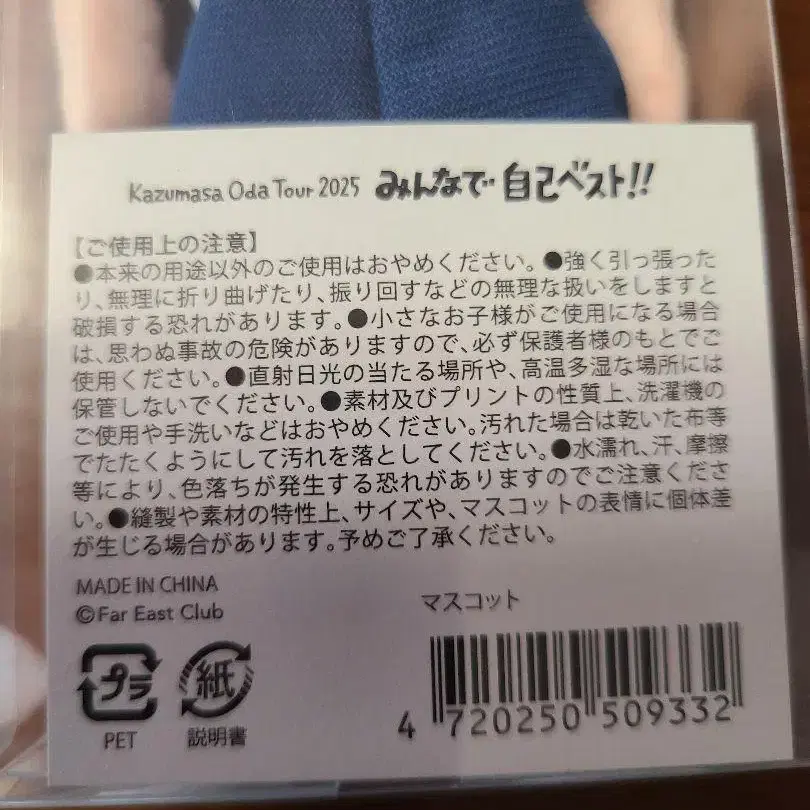 Kazumasa Oda Tour 2025 みんなで 自己ベスト!!
【ご使用上の注意】
●本来の用途以外のご使用はおやめください。●強く引っ張った
り、無理に折り曲げたり、振り回すなどの無理な扱いをしますと
破損する恐れがあります。●小さなお子様がご使用になる場合
は、思わぬ事故の危険がありますので、必ず保護者様のもとでご
使用ください。●直射日光の当たる場所や、高温多湿な場所には
保管しないでください。●素材及びプリントの性質上、洗濯機の
ご使用や手洗いなどはおやめください。汚れた場合は乾いた布等
でたたくようにして汚れを落としてください。●水濡れ、汗、摩擦
等により、色落ちが発生する恐れがありますのでご注意くださ
い。●縫製や素材の特性上、サイズや、マスコットの表情に個体差
が生じる場合があります。予めご了承ください。
MADE IN CHINA
©Far East Club
マスコット
プラ
PET
紙
説明書
4 720250 509332